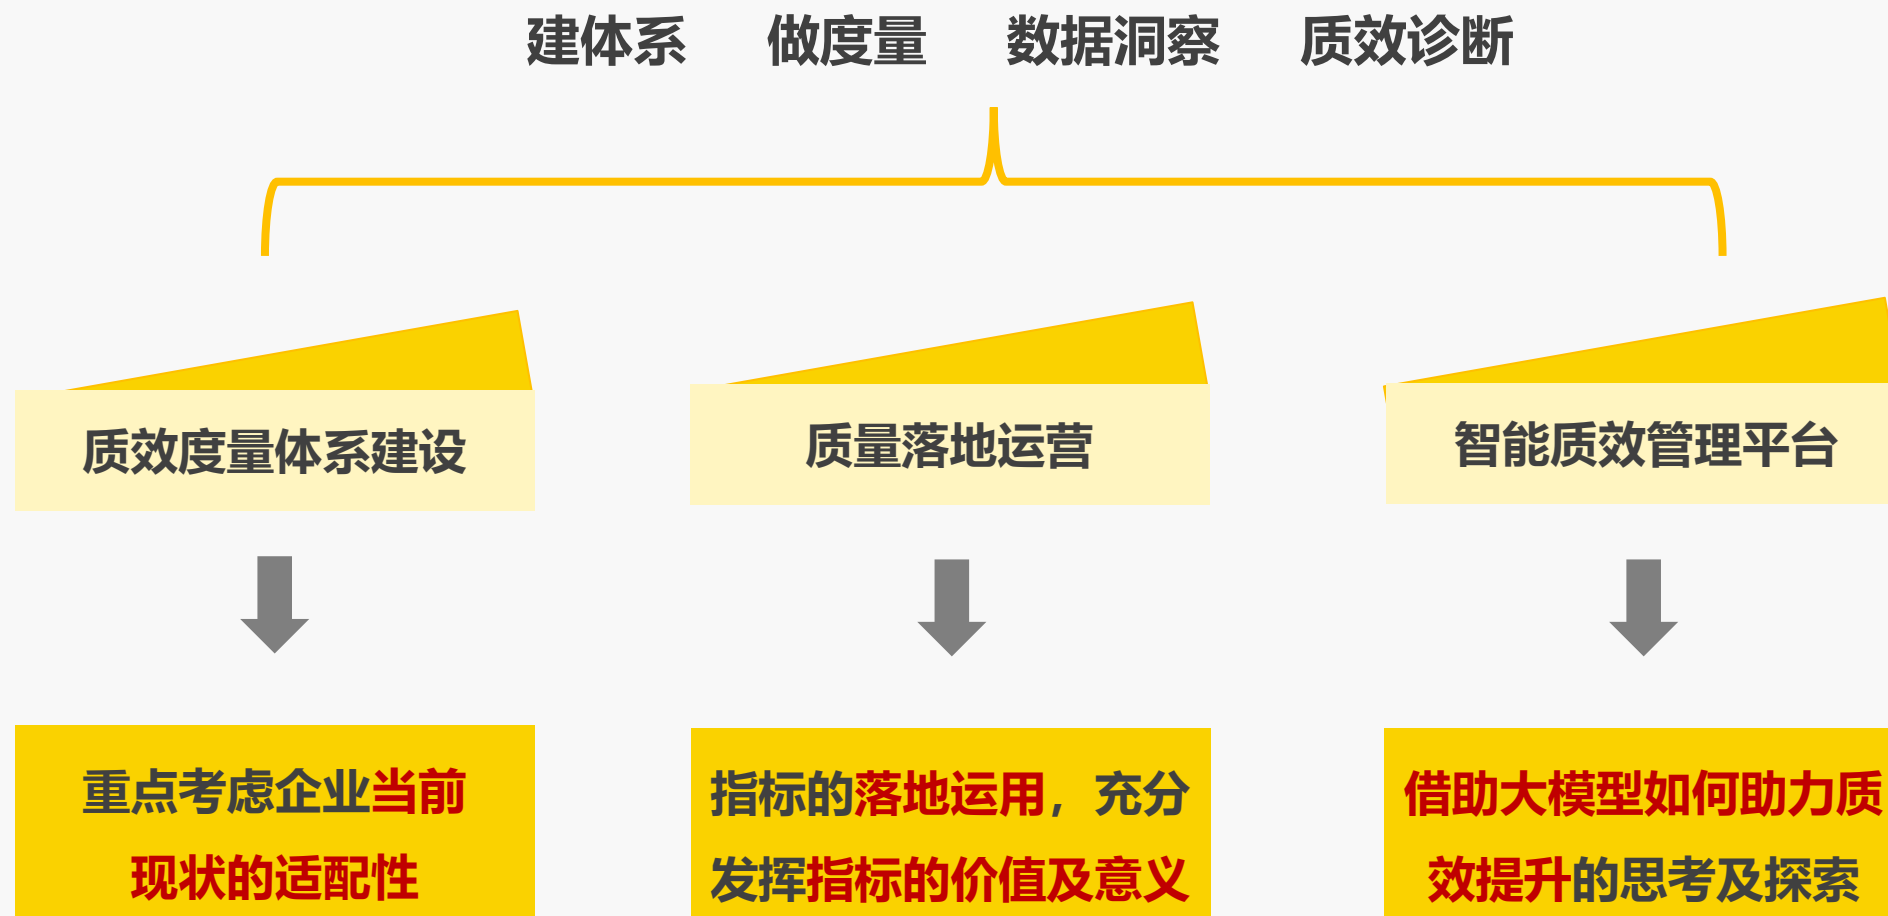 建体系 做度量 数据洞察 质效诊断
质效度量体系建设
质量落地运营
智能质效管理平台
重点考虑企业当前
现状的适配性
指标的落地运用，充分
发挥指标的价值及意义
借助大模型如何助力质
效提升的思考及探索